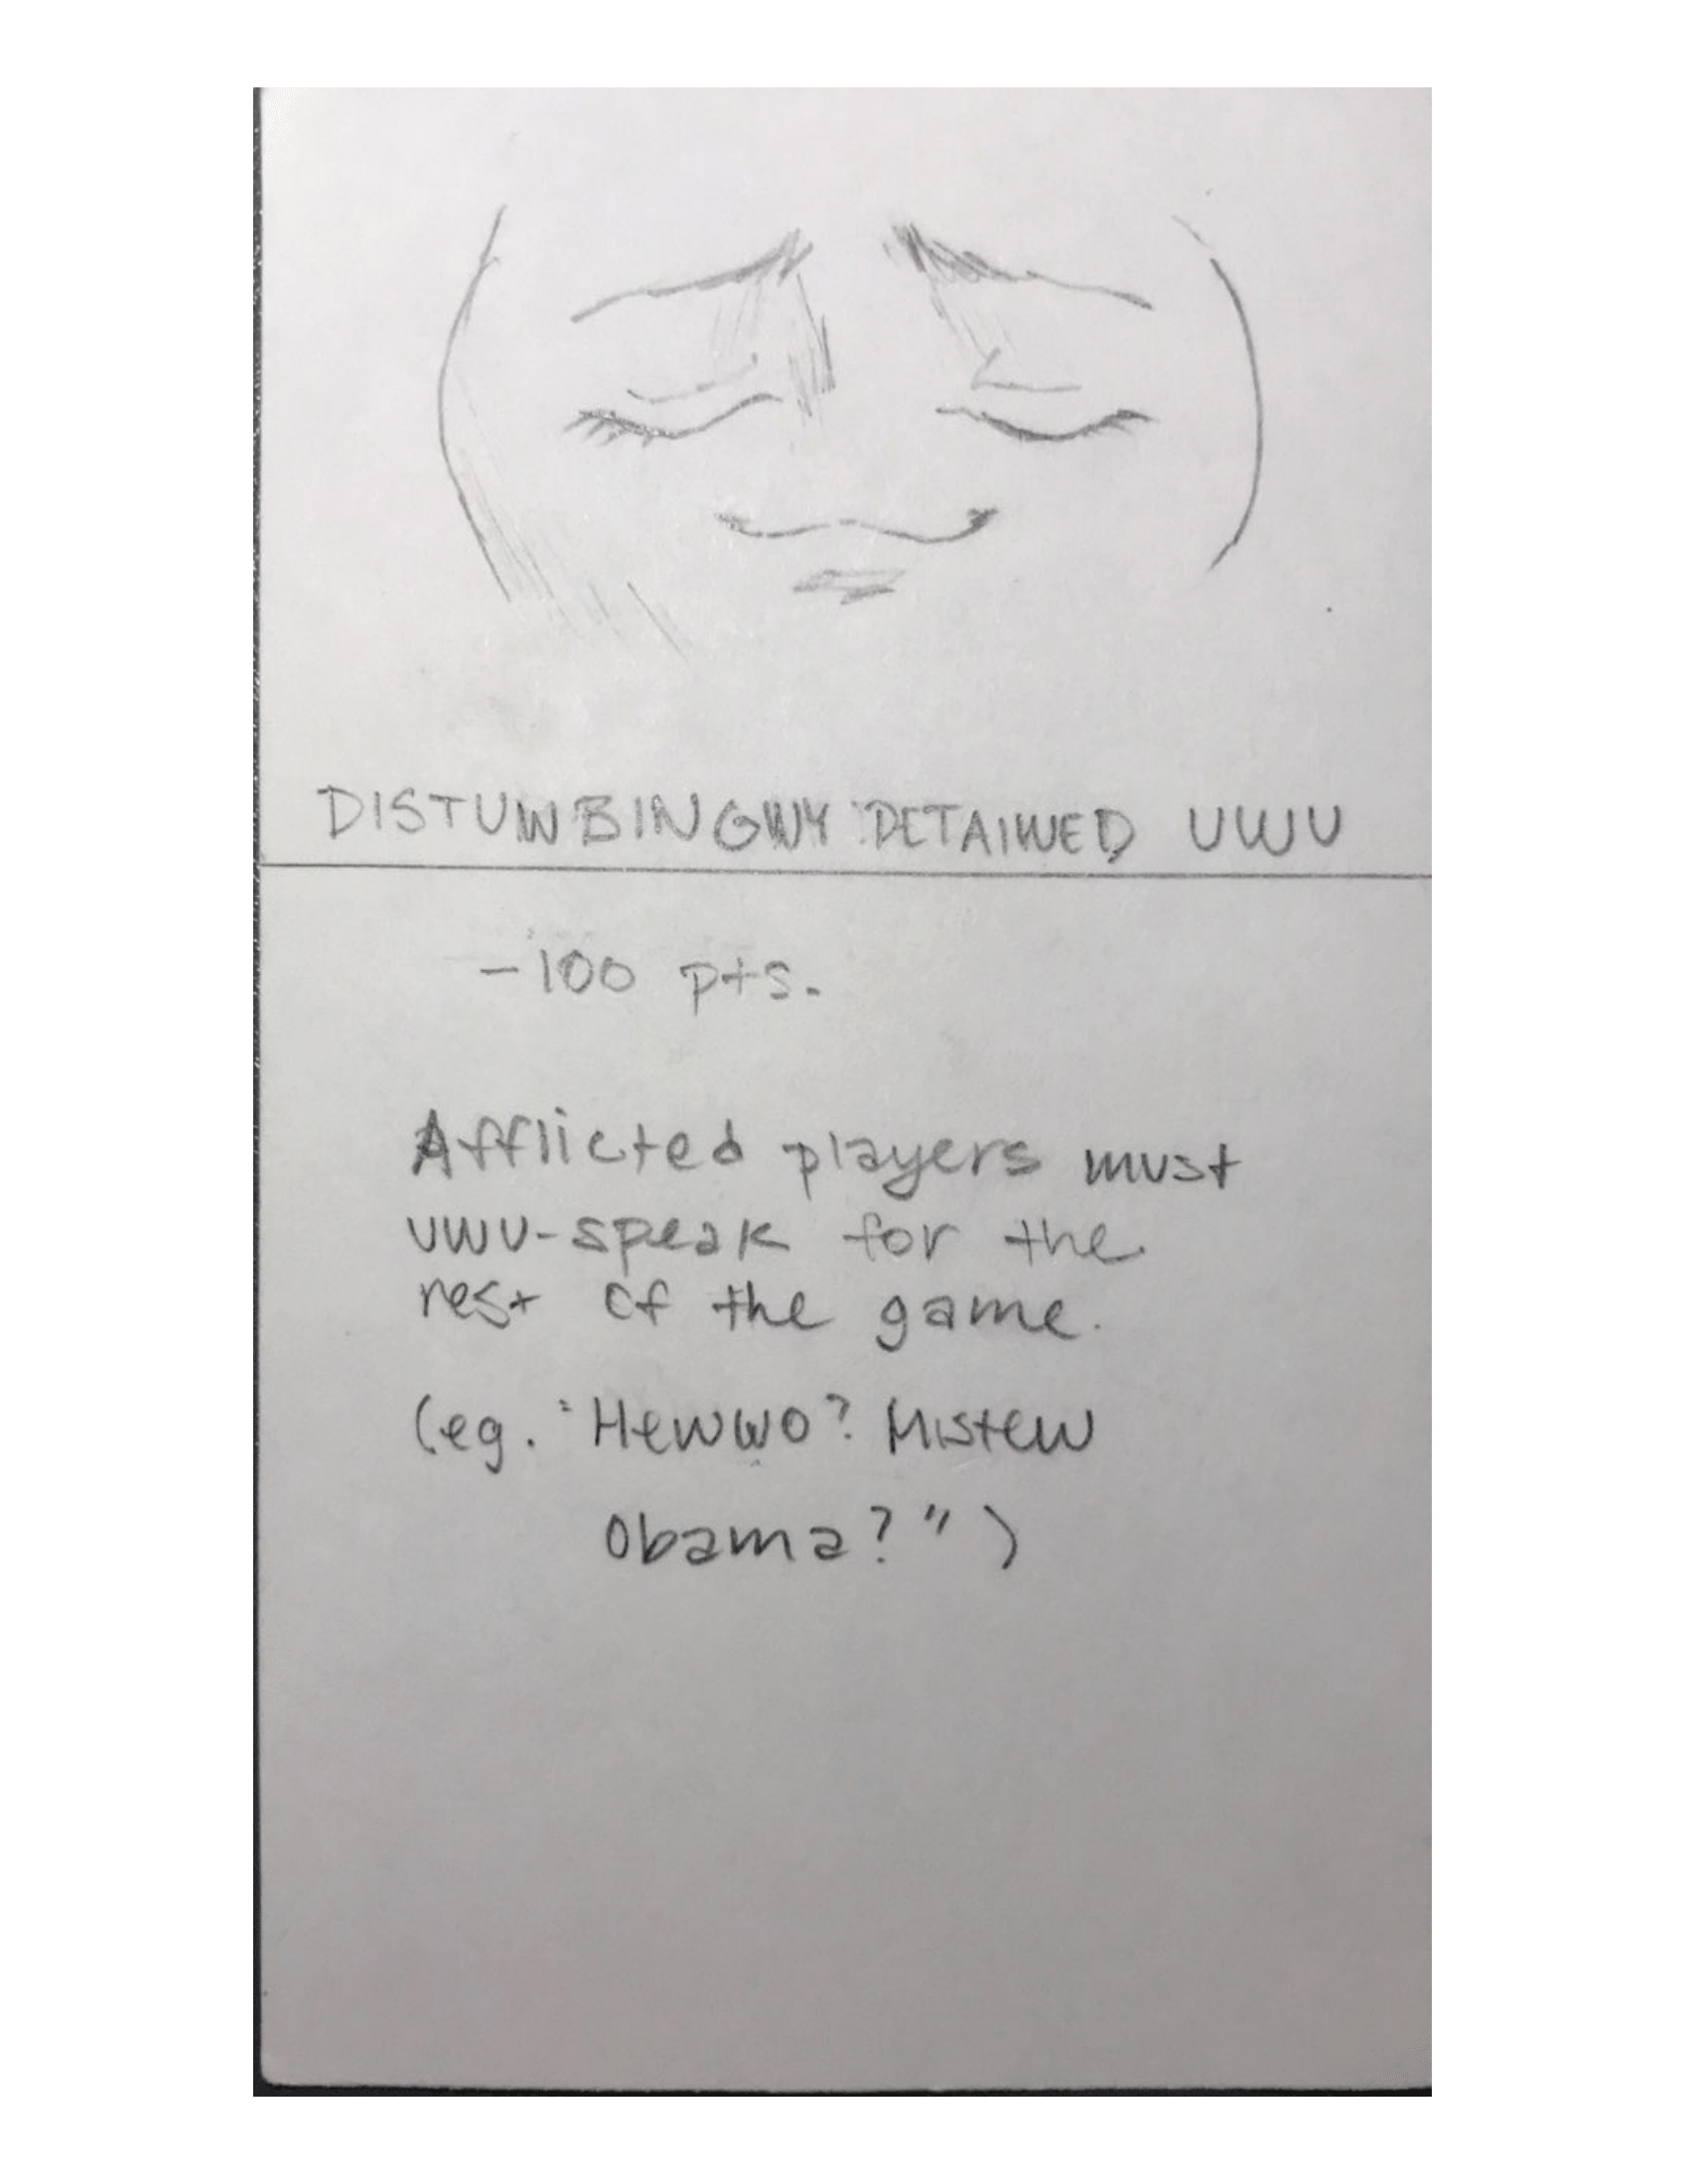 DISTUWBINGWY DETAIWED UWU
-100 pts.
Afflicted players must
uwu-speak for the
rest of the game.
(eg. "Hewwo? Mistew
Obama?")